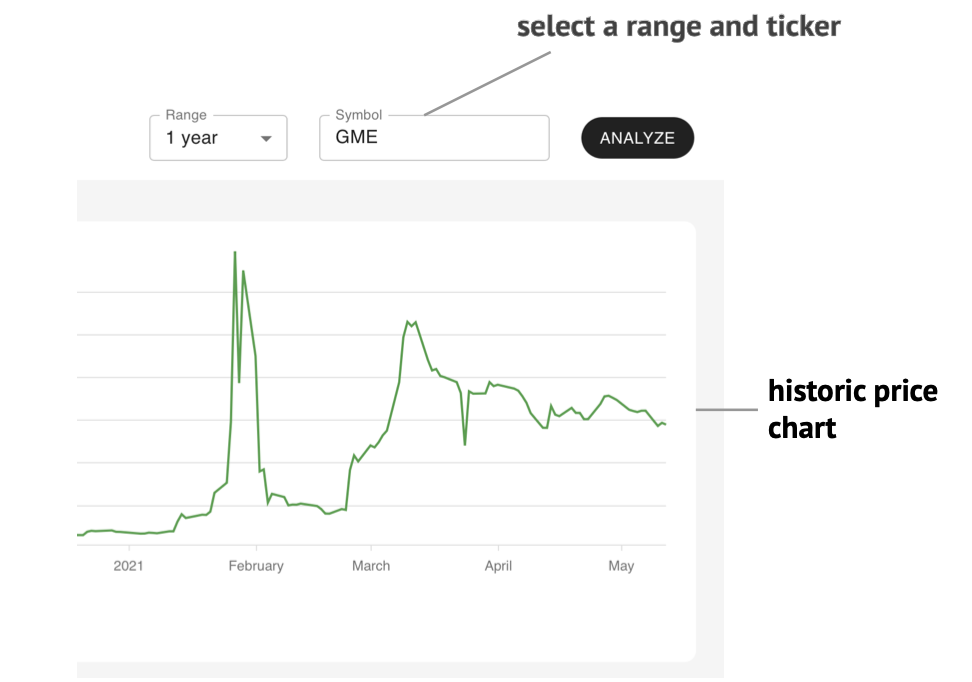 select a range and ticker
Range
1 year
Symbol
GME
ANALYZE
historic price
chart
2021
February
March
April
May